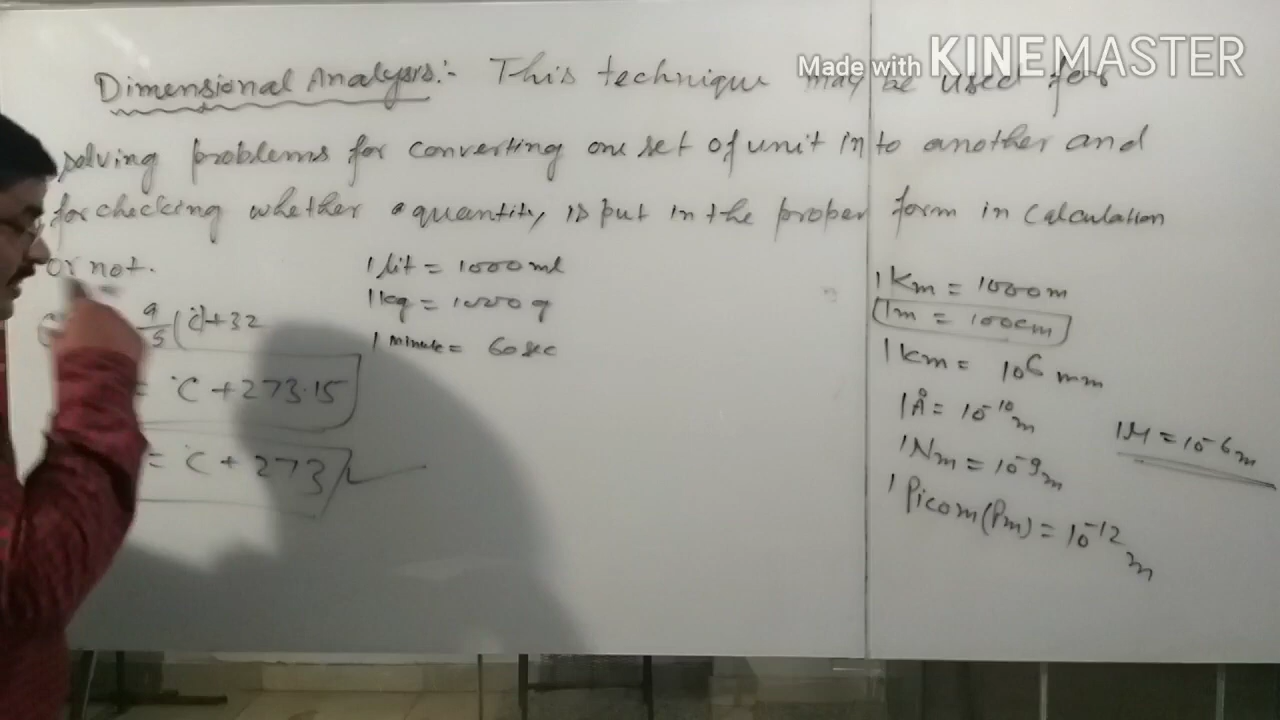 Made with KINEMASTER
Dimensional Analysis:- This technique may be used for
solving problems for converting one set of unit in to another and
for checking whether a quantity is put in the proper form in calculation
or not.
9/5 (°C)+32
= °C + 273.15
= °C + 273
1 lit = 1000 ml
1 kg = 1000 g
1 minute = 60 sec
1 Km = 1000 m
1m = 100cm
1 km = 10⁶ mm
1 Å = 10⁻¹⁰ m
1 Nm = 10⁻⁹ m
1 Picom (Pm) = 10⁻¹² m
1 M = 10⁻⁶ m